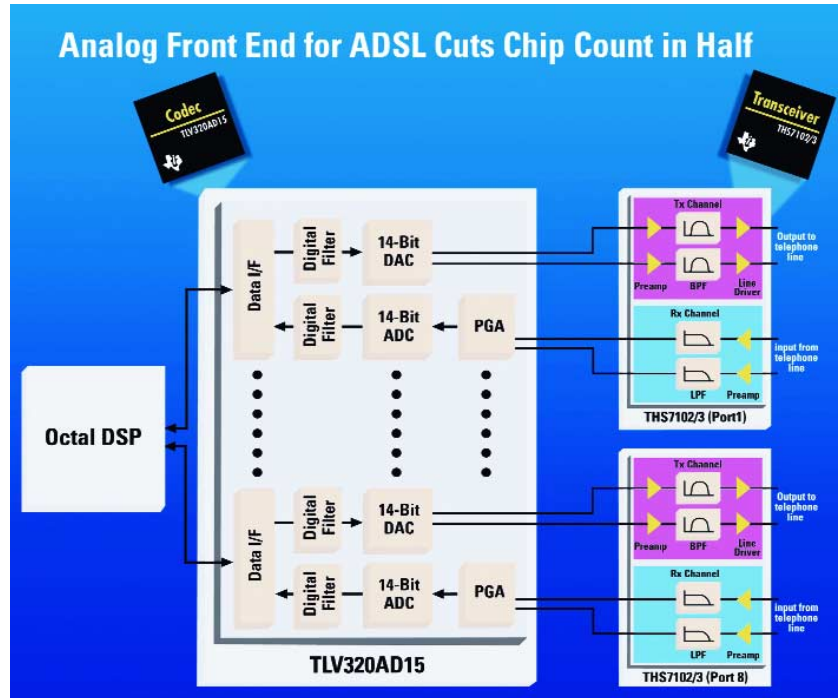 Analog Front End for ADSL Cuts Chip Count in Half
Codec
TLV320AD15
Transceiver
THS7102/3
Data I/F
Digital
Filter
14-Bit
DAC
Digital
Filter
14-Bit
ADC
PGA
Tx Channel
Preamp
BPF
Line
Driver
Output to
telephone
line
Rx Channel
LPF
Preamp
input from
telephone
line
THS7102/3 (Port1)
Octal DSP
Data I/F
Digital
Filter
14-Bit
DAC
Digital
Filter
14-Bit
ADC
PGA
TLV320AD15
Tx Channel
Preamp
BPF
Line
Driver
Output to
telephone
line
Rx Channel
LPF
Preamp
Input from
telephone
line
THS7102/3 (Port 8)